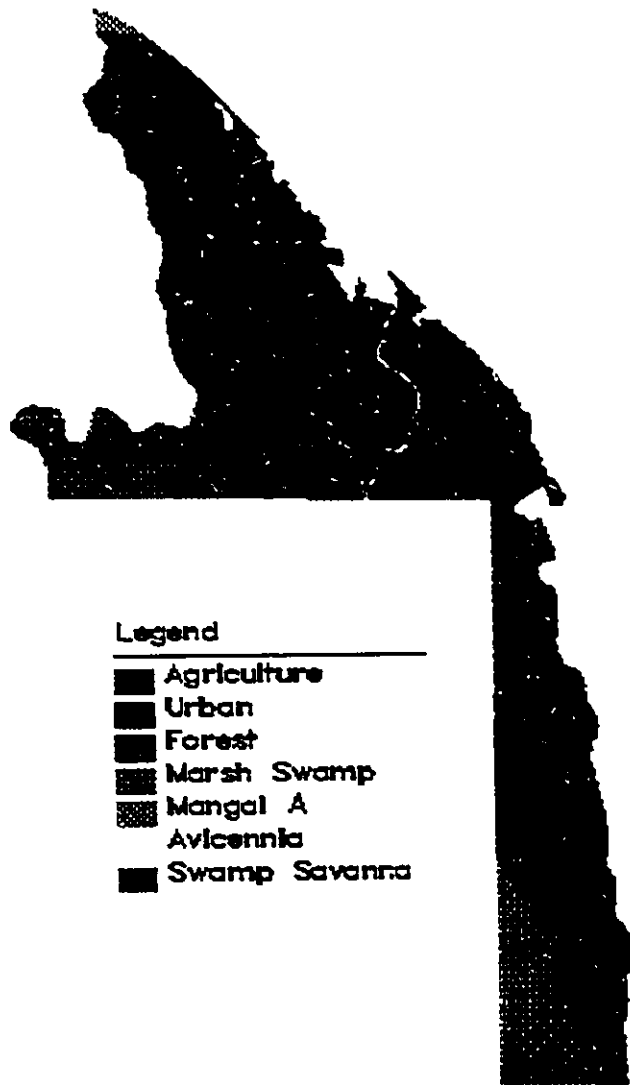 Legend
Agriculture
Urban
Forest
Marsh Swamp
Mangal A
Avicennia
Swamp Savanna